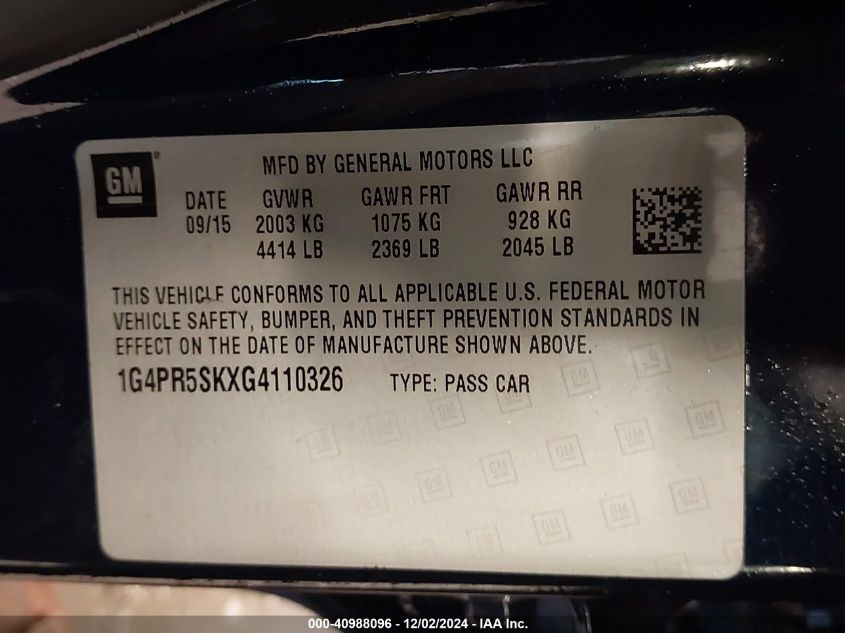 GM ®
MFD BY GENERAL MOTORS LLC
DATE GVWR GAWR FRT GAWR RR
09/15 2003 KG 1075 KG 928 KG
4414 LB 2369 LB 2045 LB
THIS VEHICLE CONFORMS TO ALL APPLICABLE U.S. FEDERAL MOTOR
VEHICLE SAFETY, BUMPER, AND THEFT PREVENTION STANDARDS IN
EFFECT ON THE DATE OF MANUFACTURE SHOWN ABOVE.
1G4PR5SKXG4110326 TYPE: PASS CAR
000-40988096 - 12/02/2024 - IAA Inc.